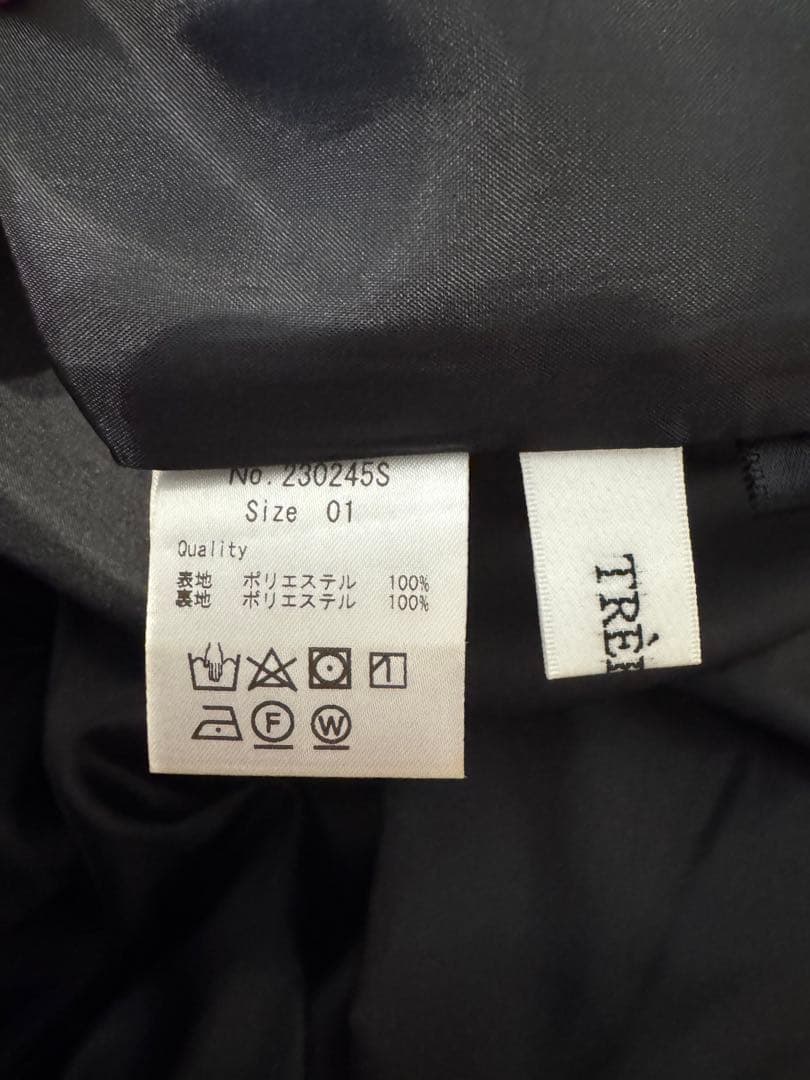 No. 230245S
Size 01
Quality
表地 ポリエステル 100%
裏地 ポリエステル 100%
F
W
TRÈ